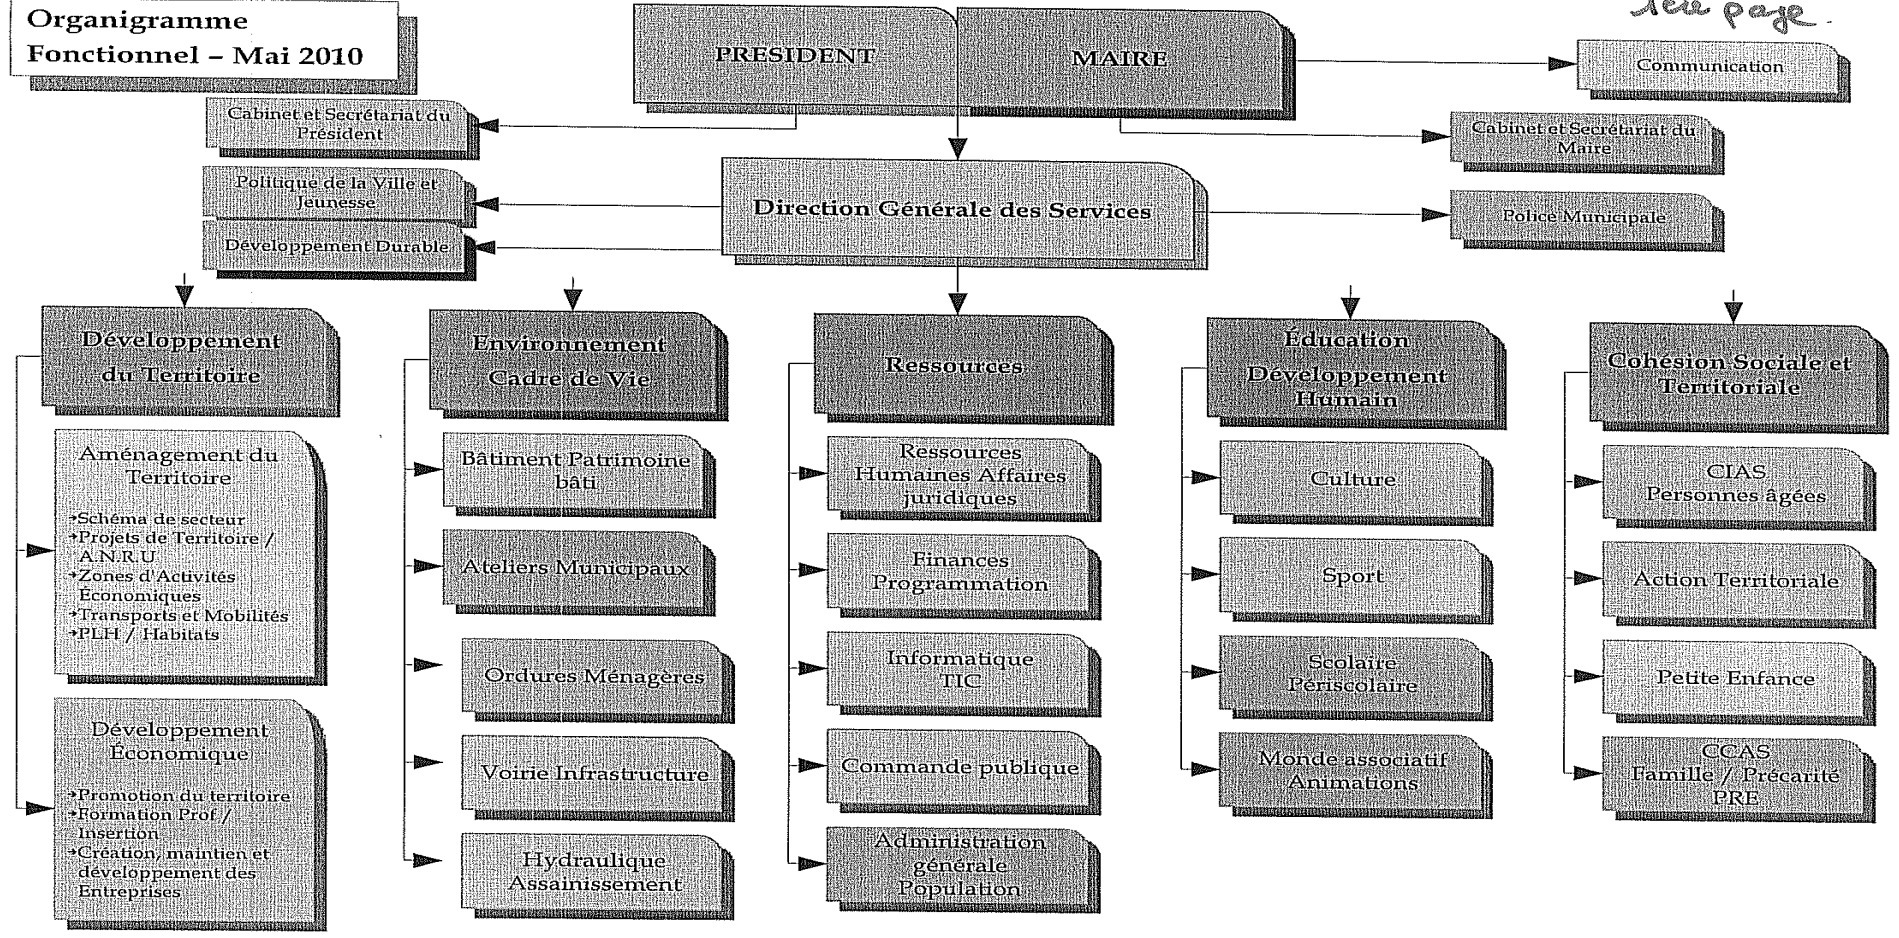 Organigramme
Fonctionnel – Mai 2010
1ère page.
PRESIDENT
MAIRE
Communication
Cabinet et Secrétariat du
Président
Cabinet et Secrétariat du
Maire
Politique de la Ville et
Jeunesse
Direction Générale des Services
Police Municipale
Développement Durable
Développement
du Territoire
Aménagement du
Territoire
→Schéma de secteur
→Projets de Territoire /
A.N.R.U
→Zones d'Activités
Économiques
→Transports et Mobilités
→PLH / Habitats
Développement
Économique
→Promotion du territoire
→Formation Prof /
Insertion
→Création, maintien et
développement des
Entreprises
Environnement
Cadre de Vie
Bâtiment Patrimoine
bâti
Ateliers Municipaux
Ordures Ménagères
Voirie Infrastructure
Hydraulique
Assainissement
Ressources
Ressources
Humaines Affaires
juridiques
Finances
Programmation
Informatique
TIC
Commande publique
Administration
générale
Population
Éducation
Développement
Humain
Culture
Sport
Scolaire
Périscolaire
Monde associatif
Animations
Cohésion Sociale et
Territoriale
CIAS
Personnes âgées
Action Territoriale
Petite Enfance
CCAS
Famille / Précarité
PRE